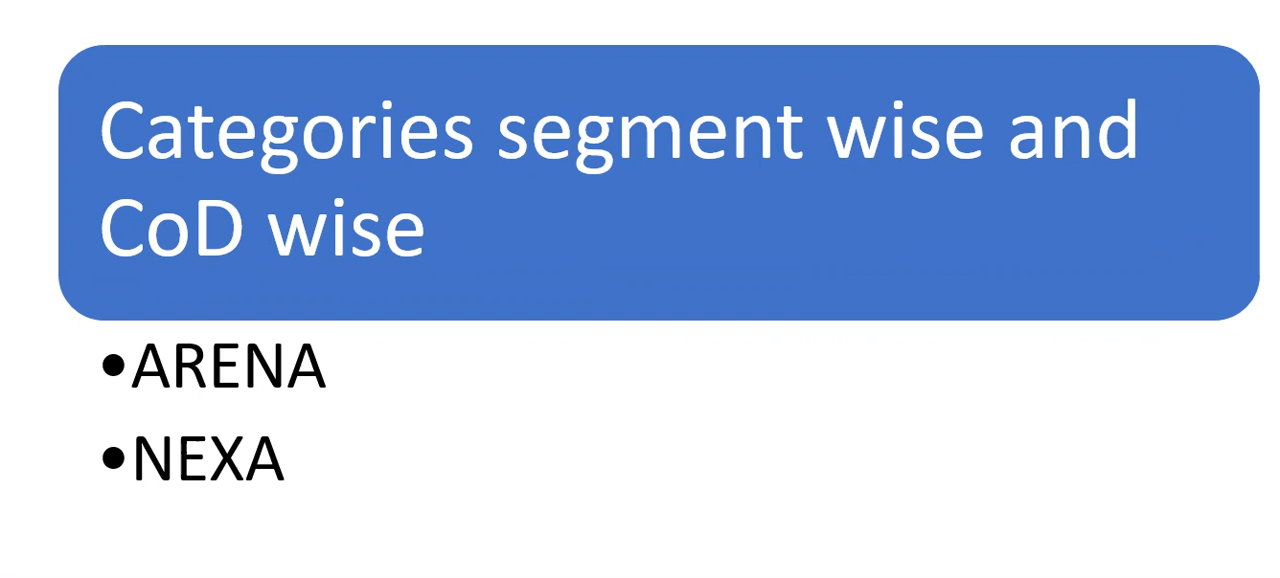 Categories segment wise and
CoD wise
•ARENA
•NEXA